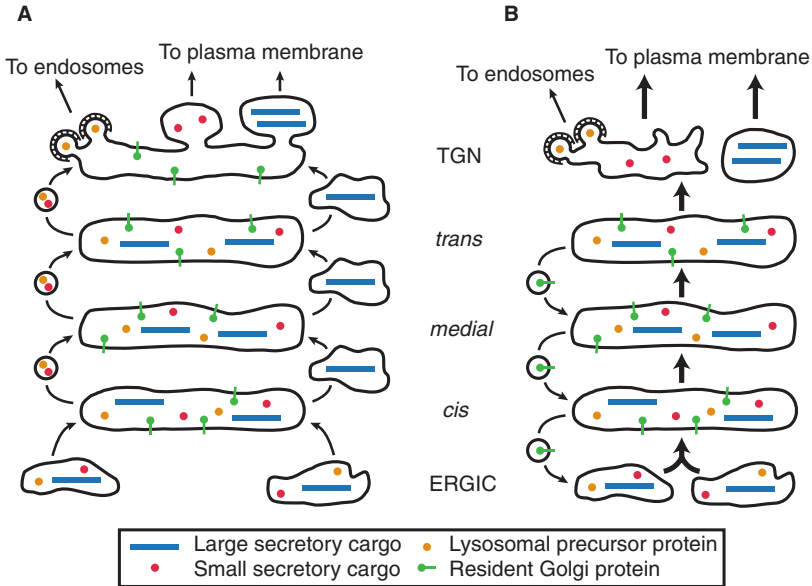 A
To plasma membrane
To endosomes
B
To plasma membrane
To endosomes
TGN
trans
medial
cis
ERGIC
Large secretory cargo
Small secretory cargo
Lysosomal precursor protein
Resident Golgi protein